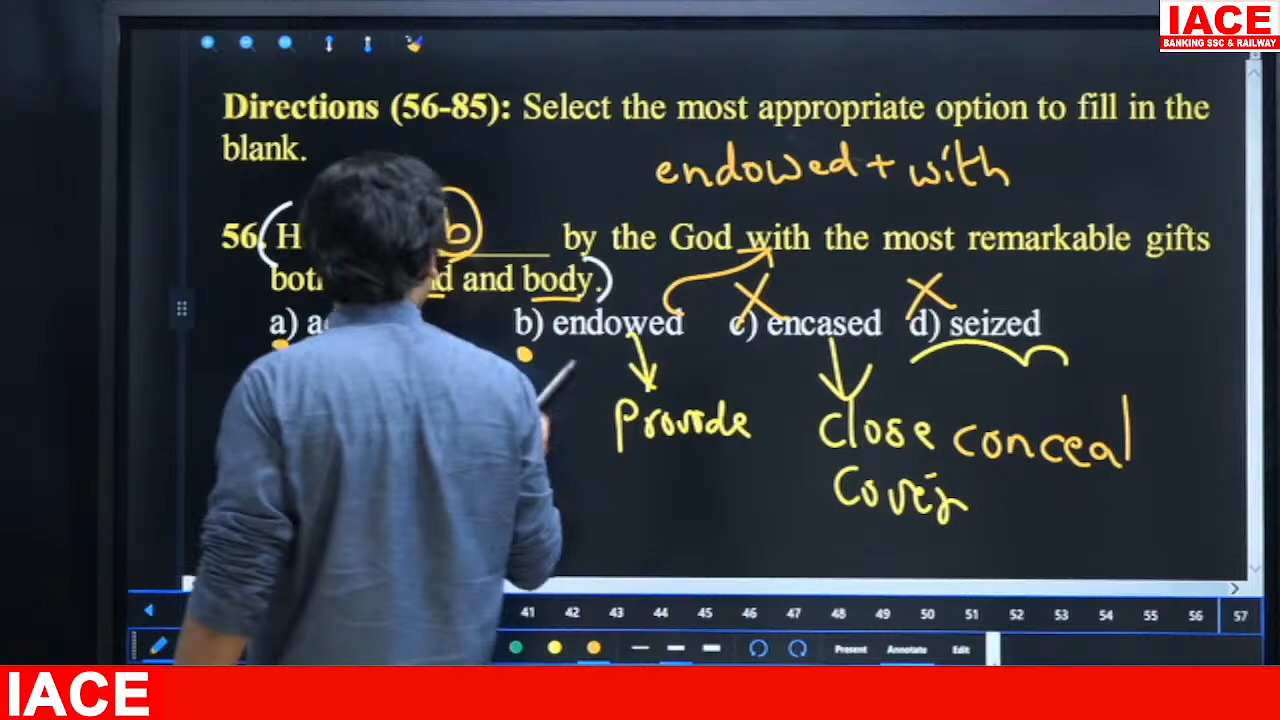 IACE
BANKING SSC & RAILWAY
Directions (56-85): Select the most appropriate option to fill in the
blank.
endowed + with
56. b by the God with the most remarkable gifts
and body.)
a) b) endowed c) encased d) seized
Provide close conceal
Cover
41 42 43 44 45 46 47 48 49 50 51 52 53 54 55 56 57
Present Annotate Edit
IACE